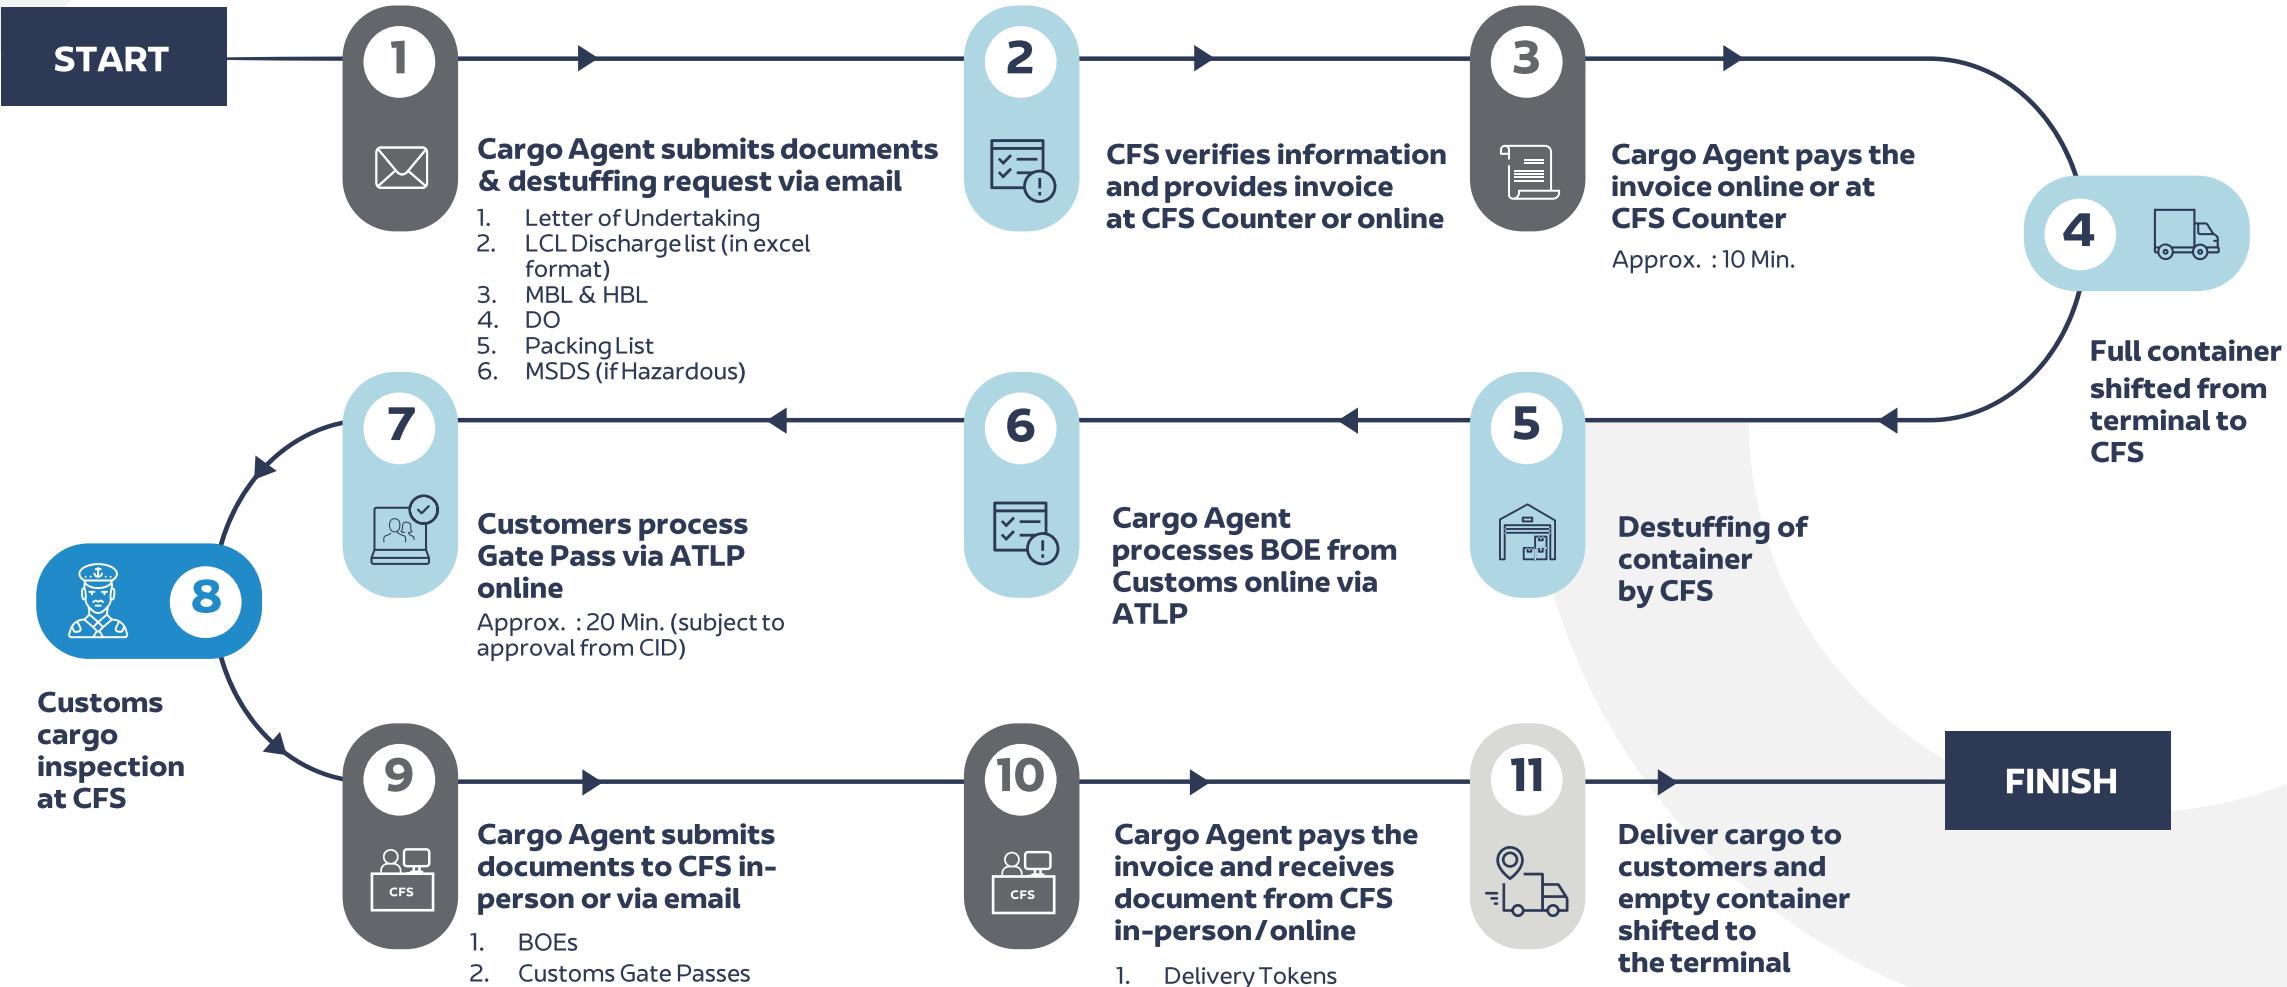 START
1
Cargo Agent submits documents
& destuffing request via email
1. Letter of Undertaking
2. LCL Discharge list (in excel
format)
3. MBL & HBL
4. DO
5. Packing List
6. MSDS (if Hazardous)
2
CFS verifies information
and provides invoice
at CFS Counter or online
3
Cargo Agent pays the
invoice online or at
CFS Counter
Approx. : 10 Min.
4
Full container
shifted from
terminal to
CFS
5
Destuffing of
container
by CFS
6
Cargo Agent
processes BOE from
Customs online via
ATLP
7
Customers process
Gate Pass via ATLP
online
Approx. : 20 Min. (subject to
approval from CID)
8
Customs
cargo
inspection
at CFS
9
CFS
Cargo Agent submits
documents to CFS in-
person or via email
1. BOEs
2. Customs Gate Passes
10
CFS
Cargo Agent pays the
invoice and receives
document from CFS
in-person/online
1. Delivery Tokens
11
Deliver cargo to
customers and
empty container
shifted to
the terminal
FINISH